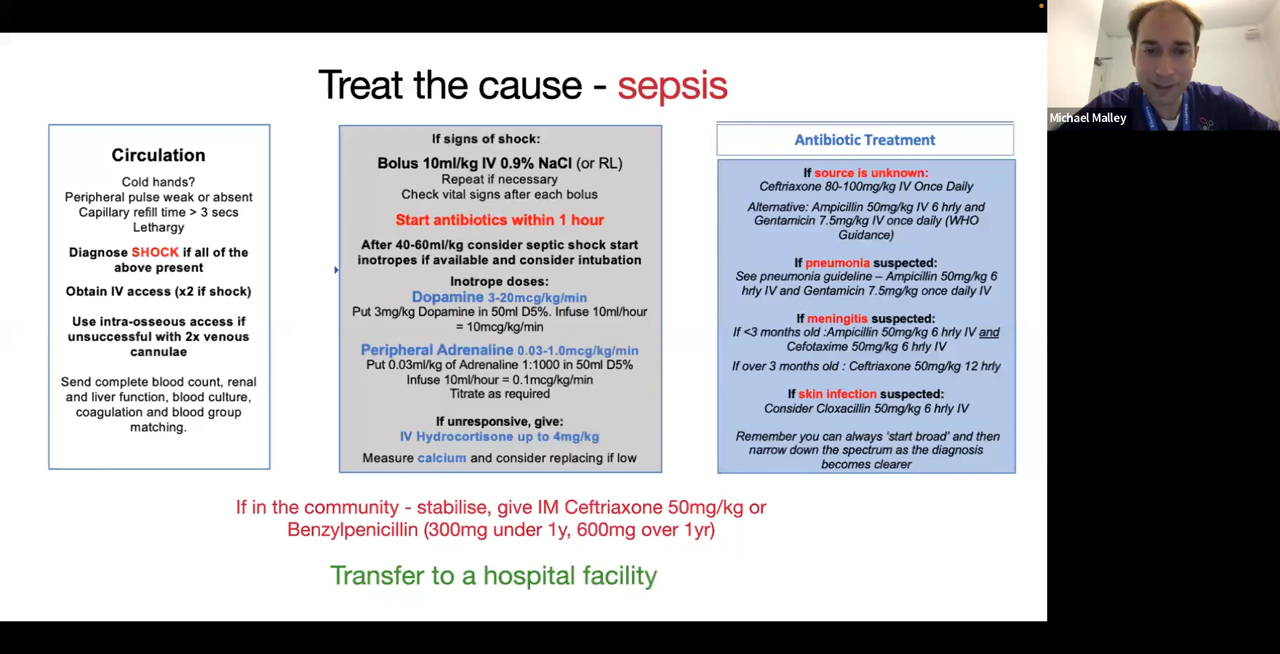 Treat the cause - sepsis
Circulation
Cold hands?
Peripheral pulse weak or absent
Capillary refill time > 3 secs
Lethargy
Diagnose SHOCK if all of the
above present
Obtain IV access (x2 if shock)
Use intra-osseous access if
unsuccessful with 2x venous
cannulae
Send complete blood count, renal
and liver function, blood culture,
coagulation and blood group
matching.
If signs of shock:
Bolus 10ml/kg IV 0.9% NaCl (or RL)
Repeat if necessary
Check vital signs after each bolus
Start antibiotics within 1 hour
After 40-60ml/kg consider septic shock start
inotropes if available and consider intubation
Inotrope doses:
Dopamine 3-20mcg/kg/min
Put 3mg/kg Dopamine in 50ml D5%. Infuse 10ml/hour
= 10mcg/kg/min
Peripheral Adrenaline 0.03-1.0mcg/kg/min
Put 0.03ml/kg of Adrenaline 1:1000 in 50ml D5%
Infuse 10ml/hour = 0.1mcg/kg/min
Titrate as required
If unresponsive, give:
IV Hydrocortisone up to 4mg/kg
Measure calcium and consider replacing if low
Antibiotic Treatment
If source is unknown:
Ceftriaxone 80-100mg/kg IV Once Daily
Alternative: Ampicillin 50mg/kg IV 6 hrly and
Gentamicin 7.5mg/kg IV once daily (WHO
Guidance)
If pneumonia suspected:
See pneumonia guideline – Ampicillin 50mg/kg 6
hrly IV and Gentamicin 7.5mg/kg once daily IV
If meningitis suspected:
If <3 months old :Ampicillin 50mg/kg 6 hrly IV and
Cefotaxime 50mg/kg 6 hrly IV
If over 3 months old : Ceftriaxone 50mg/kg 12 hrly
If skin infection suspected:
Consider Cloxacillin 50mg/kg 6 hrly IV
Remember you can always 'start broad' and then
narrow down the spectrum as the diagnosis
becomes clearer
If in the community - stabilise, give IM Ceftriaxone 50mg/kg or
Benzylpenicillin (300mg under 1y, 600mg over 1yr)
Transfer to a hospital facility
Michael Malley